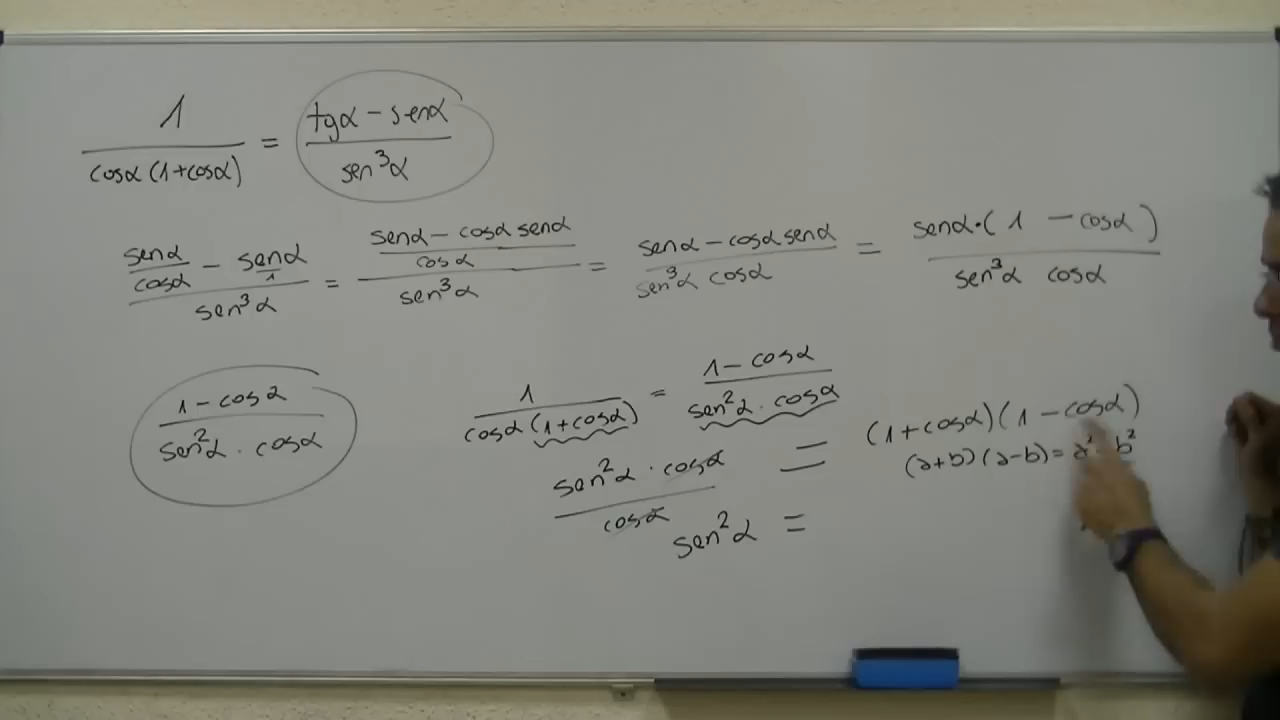 1 / cosα (1+cosα) = tgα − senα / sen³α
senα/cosα − senα/1 / sen³α = senα − cosα senα / cosα / sen³α = senα − cosα senα / sen³α cosα = senα·(1 − cosα) / sen³α cosα
1 − cosα / sen²α · cosα
1 / cosα (1+cosα) = 1 − cosα / sen²α · cosα
sen²α · cosα / cosα = (1+cosα)(1 − cosα)
(a+b)(a−b) = a² − b²
sen²α =